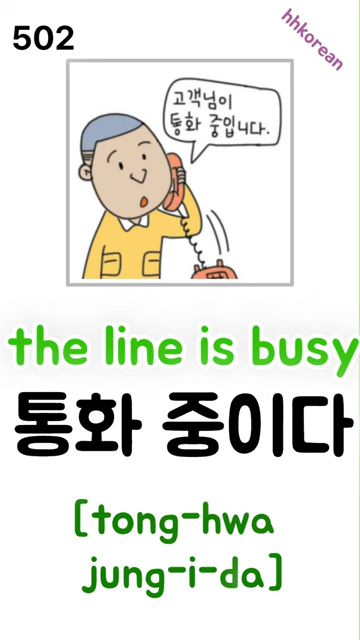 502
hhkorean
고객님이
통화 중입니다.
the line is busy
통화 중이다
[tong-hwa
jung-i-da]